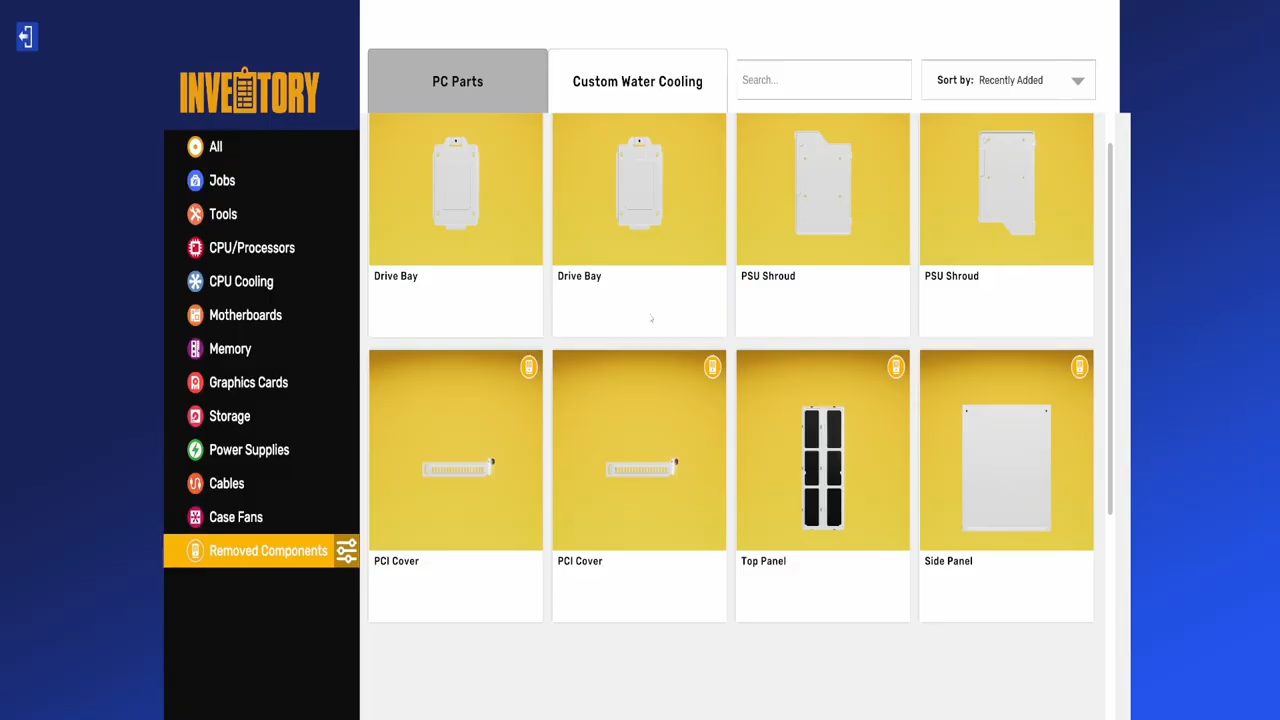 INVENTORY
PC Parts
Custom Water Cooling
Search...
Sort by: Recently Added
All
Jobs
Tools
CPU/Processors
CPU Cooling
Motherboards
Memory
Graphics Cards
Storage
Power Supplies
Cables
Case Fans
Removed Components
Drive Bay
Drive Bay
PSU Shroud
PSU Shroud
PCI Cover
PCI Cover
Top Panel
Side Panel